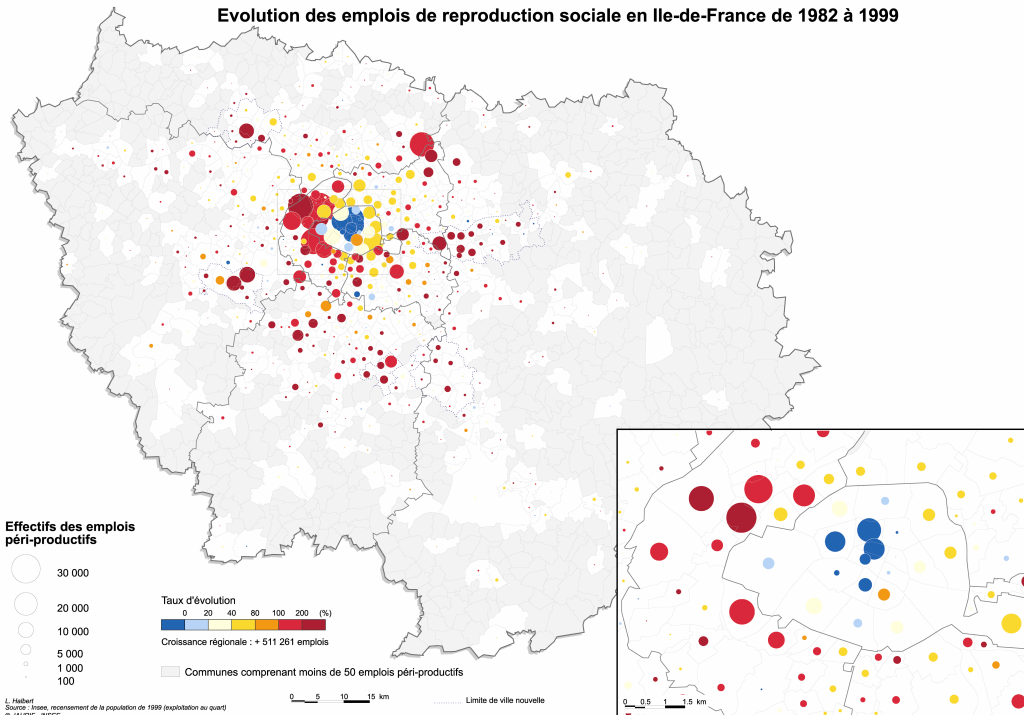 Evolution des emplois de reproduction sociale en Ile-de-France de 1982 à 1999
Effectifs des emplois
péri-productifs
30 000
20 000
10 000
5 000
1 000
100
Taux d'évolution
0 20 40 80 100 200 (%)
Croissance régionale : + 511 261 emplois
Communes comprenant moins de 50 emplois péri-productifs
0 5 10 15 km
Limite de ville nouvelle
0 0.5 1 1.5 km
L. Halbert
Source : Insee, recensement de la population de 1999 (exploitation au quart)